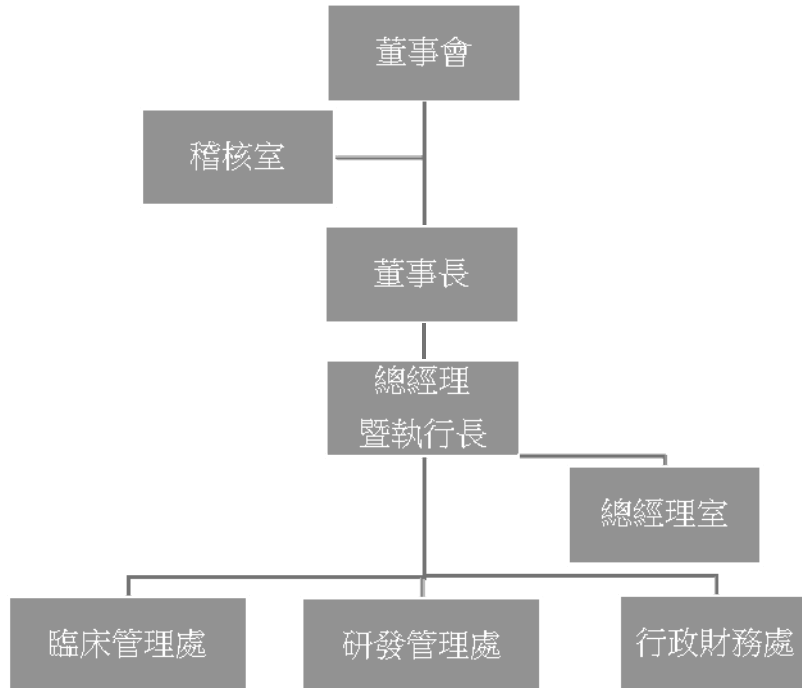 董事會
稽核室
董事長
總經理
暨執行長
總經理室
臨床管理處
研發管理處
行政財務處